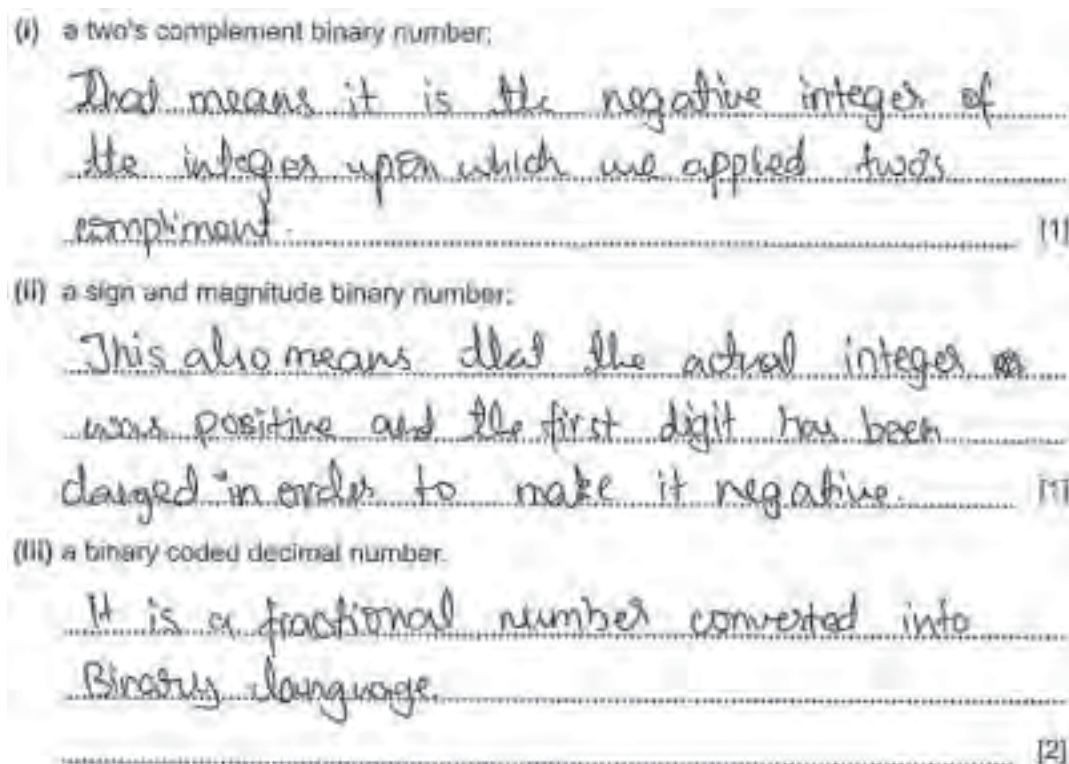 (i) a two's complement binary number:
That means it is the negative integer of
the integer upon which we applied two's
compliment. [1]
(ii) a sign and magnitude binary number:
This also means that the actual integer
was positive and the first digit has been
changed in order to make it negative. [1]
(iii) a binary coded decimal number.
It is a fractional number converted into
Binary language.
[2]